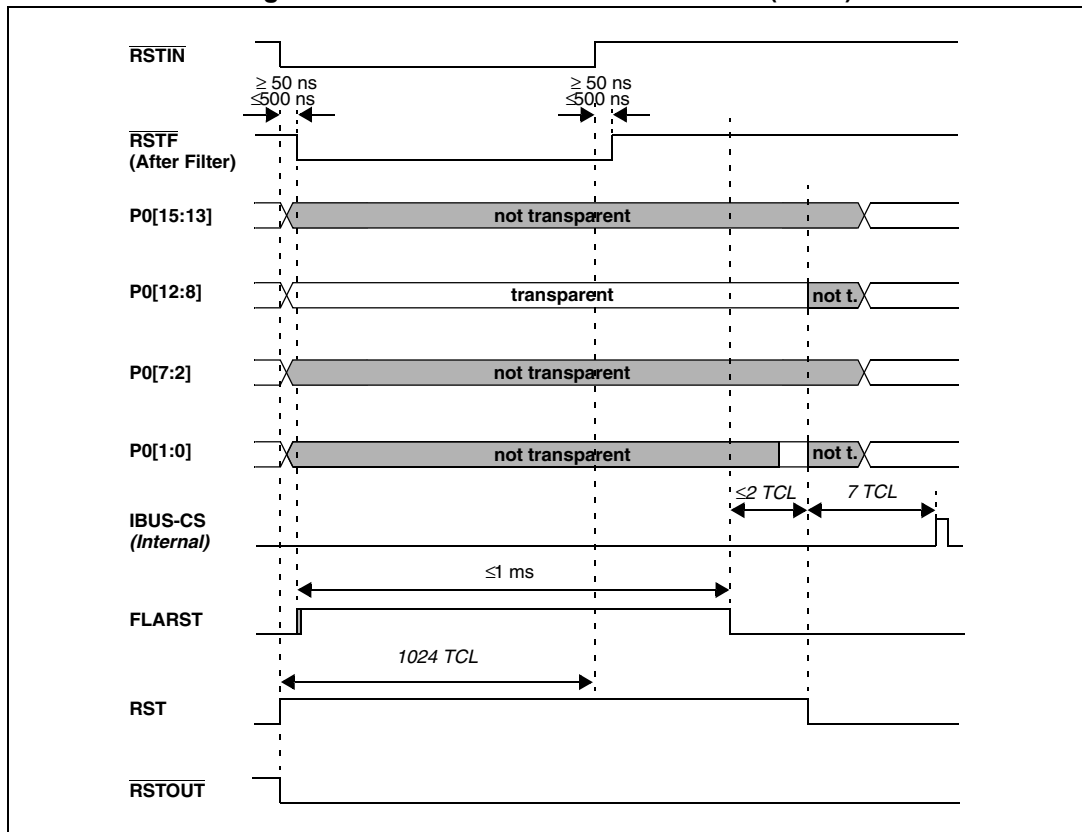 RSTIN
≥ 50 ns ≥ 50 ns
≤500 ns ≤500 ns
RSTF
(After Filter)
P0[15:13] not transparent
P0[12:8] transparent not t.
P0[7:2] not transparent
P0[1:0] not transparent not t.
≤2 TCL 7 TCL
IBUS-CS
(Internal)
≤1 ms
FLARST
1024 TCL
RST
RSTOUT